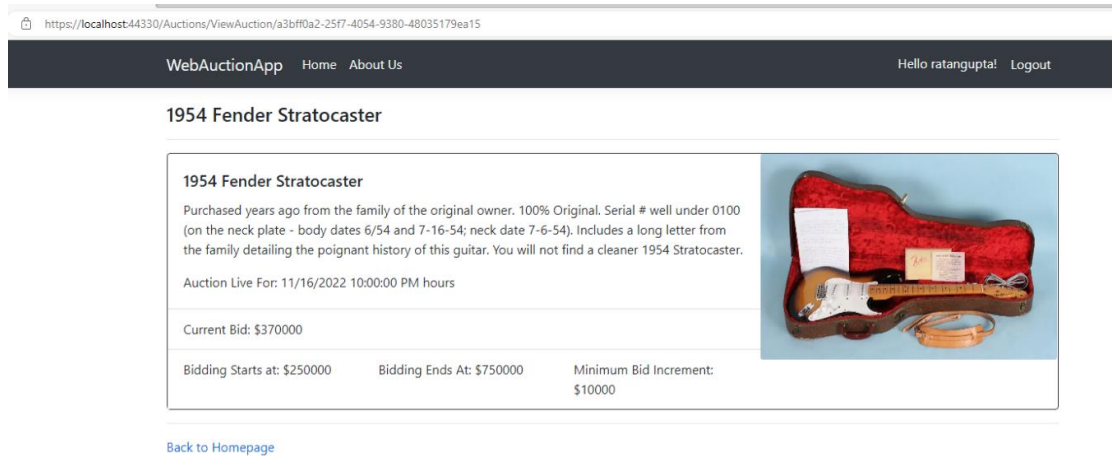 https://localhost:44330/Auctions/ViewAuction/a3bff0a2-25f7-4054-9380-48035179ea15
WebAuctionApp Home About Us Hello ratangupta! Logout
1954 Fender Stratocaster
1954 Fender Stratocaster
Purchased years ago from the family of the original owner. 100% Original. Serial # well under 0100
(on the neck plate - body dates 6/54 and 7-16-54; neck date 7-6-54). Includes a long letter from
the family detailing the poignant history of this guitar. You will not find a cleaner 1954 Stratocaster.
Auction Live For: 11/16/2022 10:00:00 PM hours
Current Bid: $370000
Bidding Starts at: $250000 Bidding Ends At: $750000 Minimum Bid Increment:
$10000
Back to Homepage